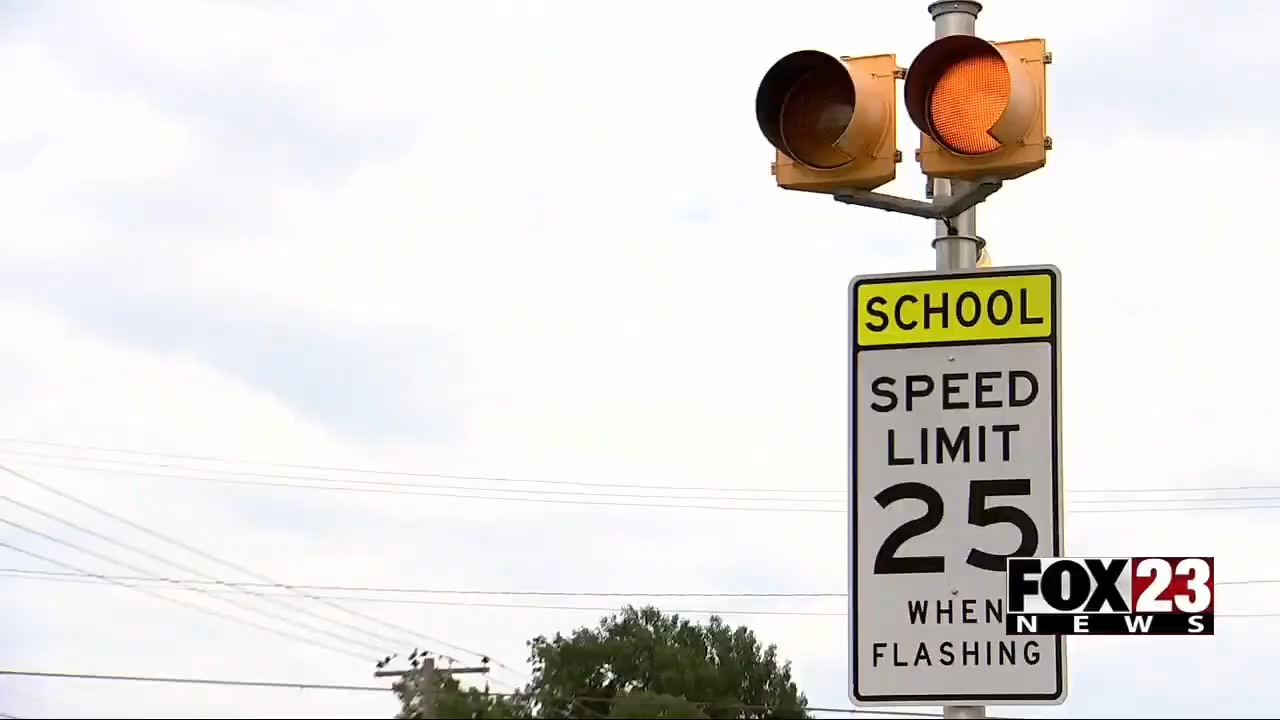 SCHOOL
SPEED
LIMIT
25
WHEN
FLASHING
FOX23
NEWS